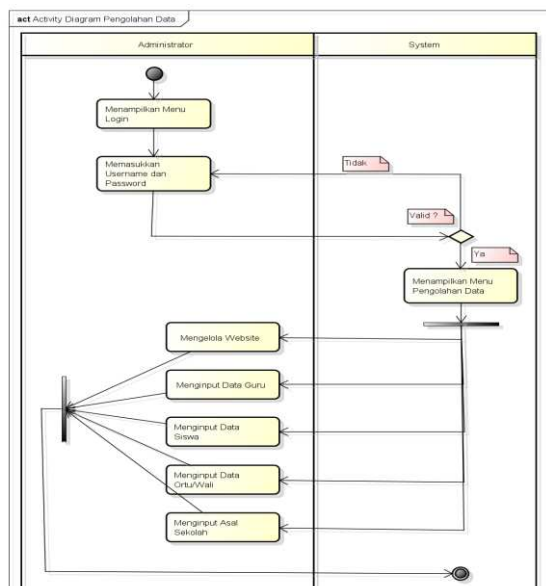 act Activity Diagram Pengolahan Data
Administrator
System
Menampilkan Menu
Login
Memasukkan
Username dan
Password
Tidak
Valid ?
Ya
Menampilkan Menu
Pengolahan Data
Mengelola Website
Menginput Data Guru
Menginput Data
Siswa
Menginput Data
Ortu/Wali
Menginput Asal
Sekolah